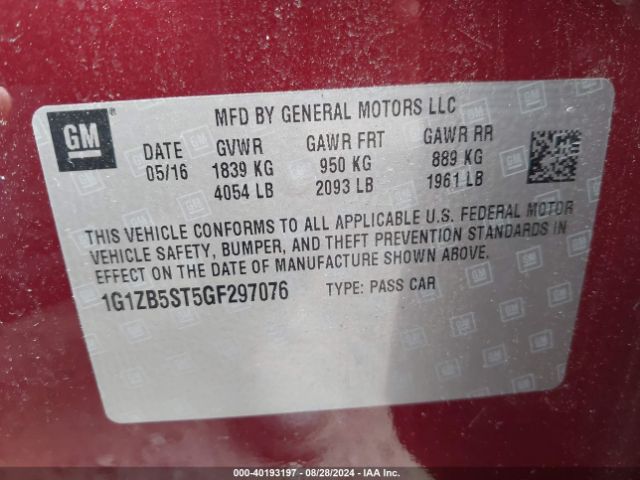 MFD BY GENERAL MOTORS LLC
GM
DATE GVWR GAWR FRT GAWR RR
05/16 1839 KG 950 KG 889 KG
4054 LB 2093 LB 1961 LB
THIS VEHICLE CONFORMS TO ALL APPLICABLE U.S. FEDERAL MOTOR
VEHICLE SAFETY, BUMPER, AND THEFT PREVENTION STANDARDS IN
EFFECT ON THE DATE OF MANUFACTURE SHOWN ABOVE.
1G1ZB5ST5GF297076 TYPE: PASS CAR
000-40193197 - 08/28/2024 - IAA Inc.